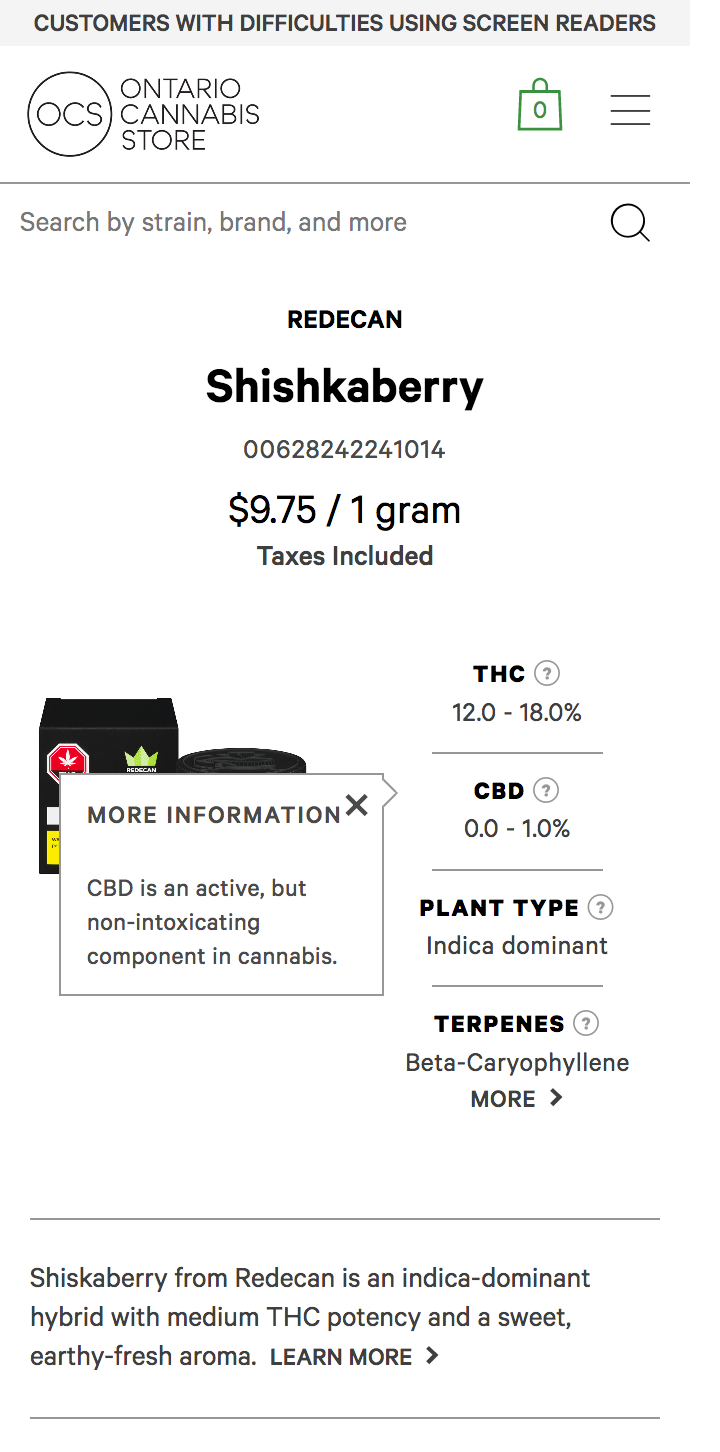 CUSTOMERS WITH DIFFICULTIES USING SCREEN READERS
OCS
ONTARIO
CANNABIS
STORE
0
Search by strain, brand, and more
REDECAN
Shishkaberry
00628242241014
$9.75 / 1 gram
Taxes Included
REDECAN
MORE INFORMATION
CBD is an active, but
non-intoxicating
component in cannabis.
THC ?
12.0 - 18.0%
CBD ?
0.0 - 1.0%
PLANT TYPE ?
Indica dominant
TERPENES ?
Beta-Caryophyllene
MORE
Shiskaberry from Redecan is an indica-dominant
hybrid with medium THC potency and a sweet,
earthy-fresh aroma. LEARN MORE